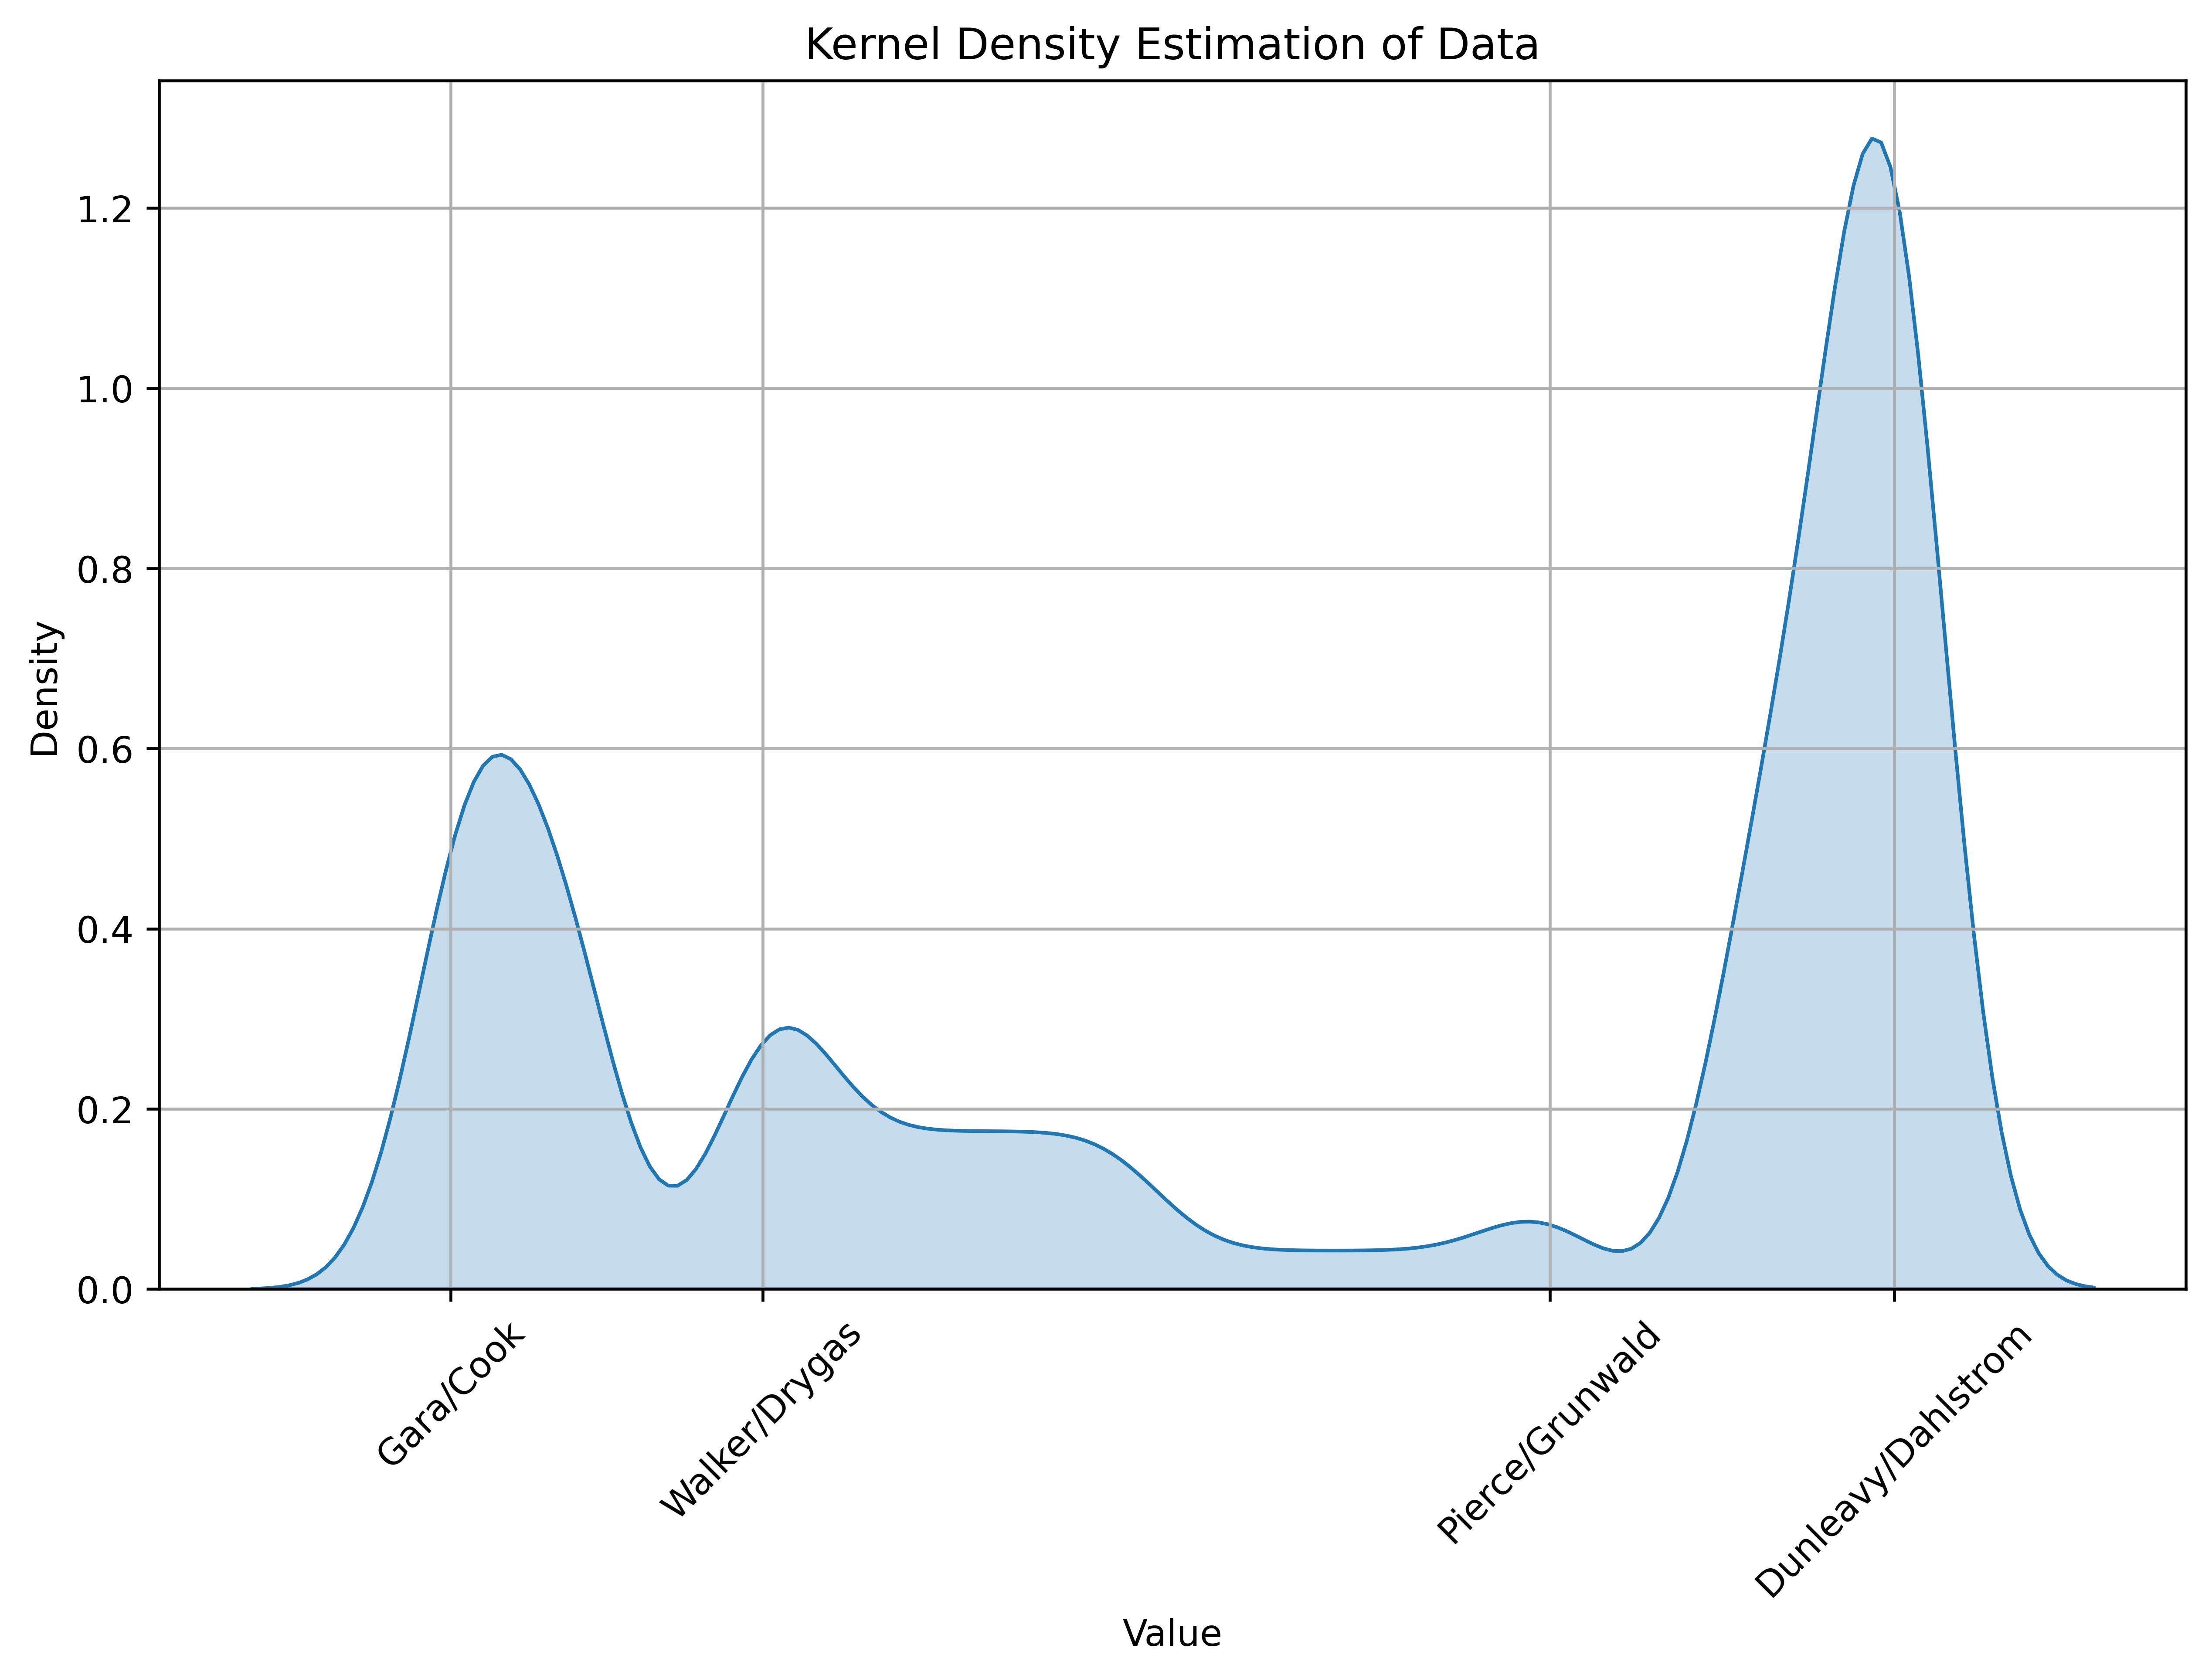 Kernel Density Estimation of Data
1.2
1.0
0.8
0.6
0.4
0.2
0.0
Density
Gara/Cook
Walker/Drygas
Pierce/Grunwald
Dunleavy/Dahlstrom
Value